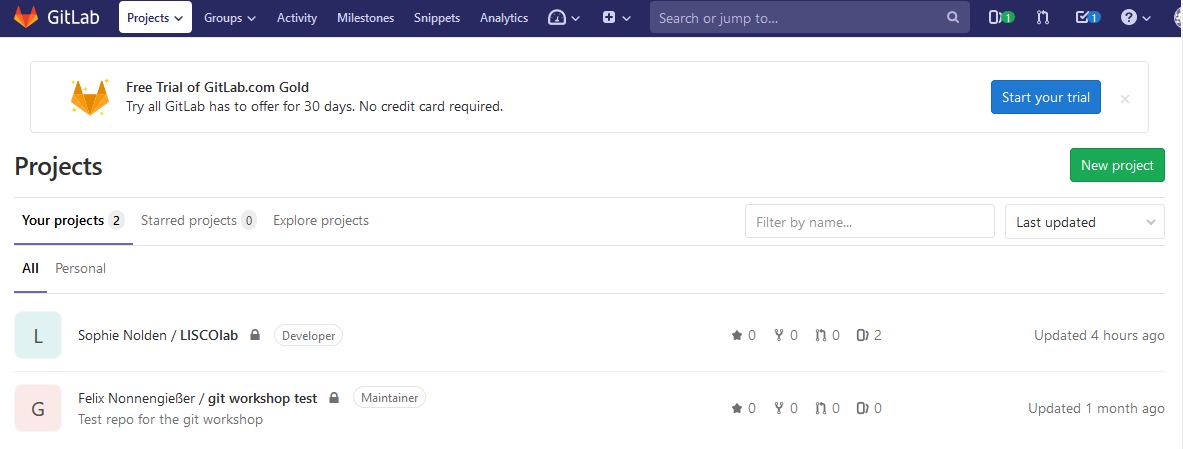 GitLab Projects Groups Activity Milestones Snippets Analytics Search or jump to... 1 1 ?
Free Trial of GitLab.com Gold
Try all GitLab has to offer for 30 days. No credit card required.
Start your trial
Projects
New project
Your projects 2 Starred projects 0 Explore projects Filter by name... Last updated
All Personal
L Sophie Nolden / LISCOlab Developer 0 0 0 2 Updated 4 hours ago
G Felix Nonnengießer / git workshop test Maintainer 0 0 0 0 Updated 1 month ago
Test repo for the git workshop